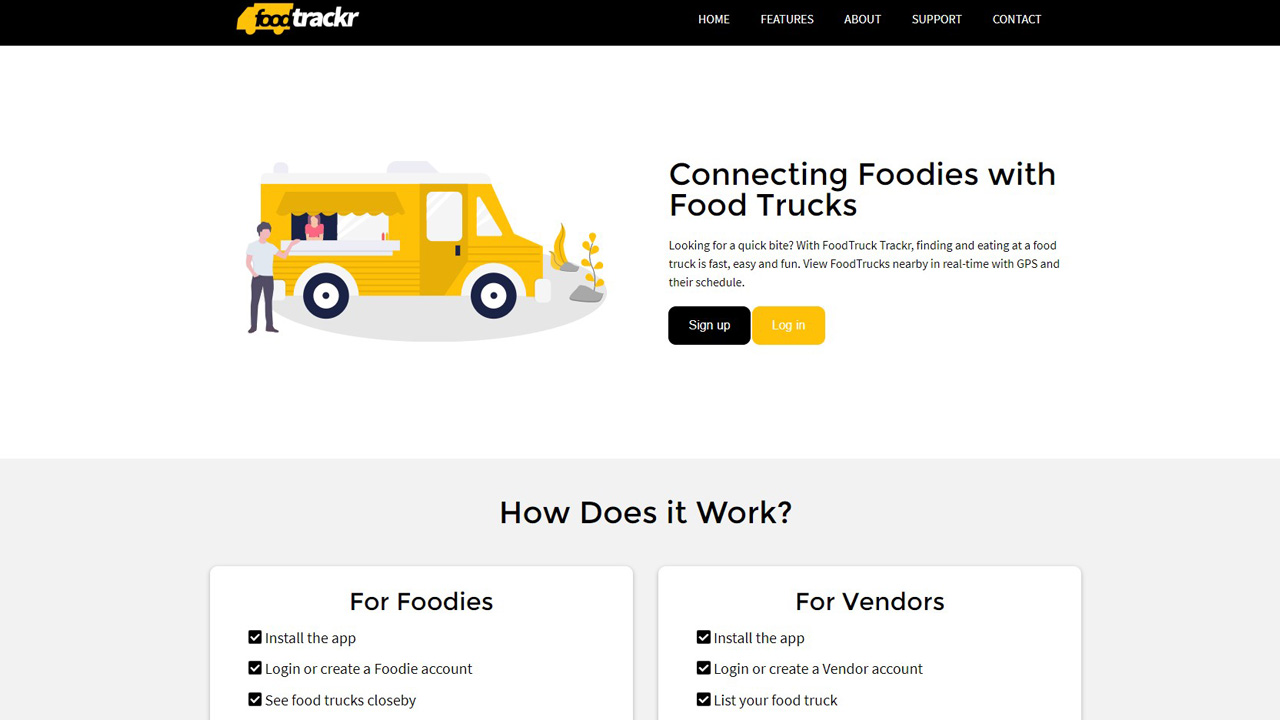 foodtrackr
HOME FEATURES ABOUT SUPPORT CONTACT
Connecting Foodies with
Food Trucks
Looking for a quick bite? With FoodTruck Trackr, finding and eating at a food
truck is fast, easy and fun. View FoodTrucks nearby in real-time with GPS and
their schedule.
Sign up Log in
How Does it Work?
For Foodies
Install the app
Login or create a Foodie account
See food trucks closeby
For Vendors
Install the app
Login or create a Vendor account
List your food truck